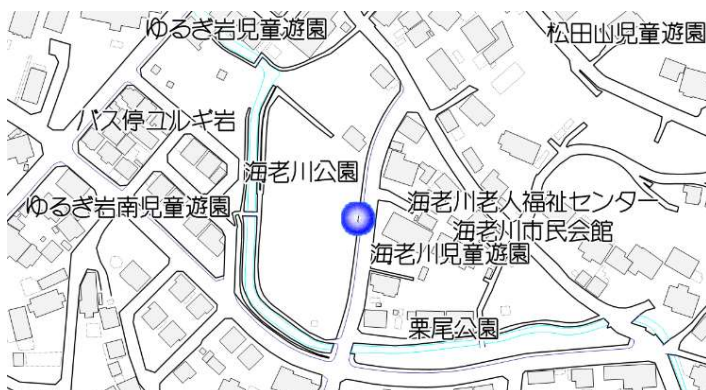 ゆるぎ岩児童遊園
松田山児童遊園
バス停ユルギ岩
海老川公園
ゆるぎ岩南児童遊園
海老川老人福祉センター
海老川市民会館
海老川児童遊園
栗尾公園